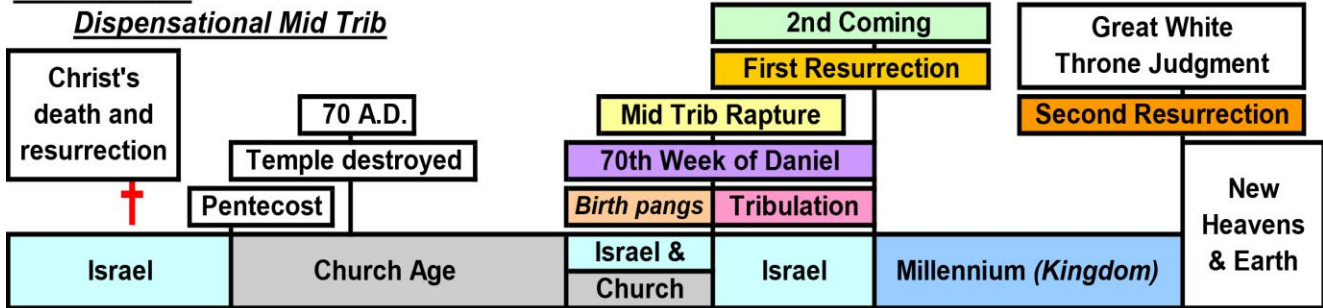 Dispensational Mid Trib
2nd Coming
First Resurrection
Great White
Throne Judgment
Second Resurrection
Christ's
death and
resurrection
70 A.D.
Temple destroyed
Pentecost
Mid Trib Rapture
70th Week of Daniel
Birth pangs
Tribulation
New
Heavens
& Earth
Israel
Church Age
Israel &
Church
Israel
Millennium (Kingdom)